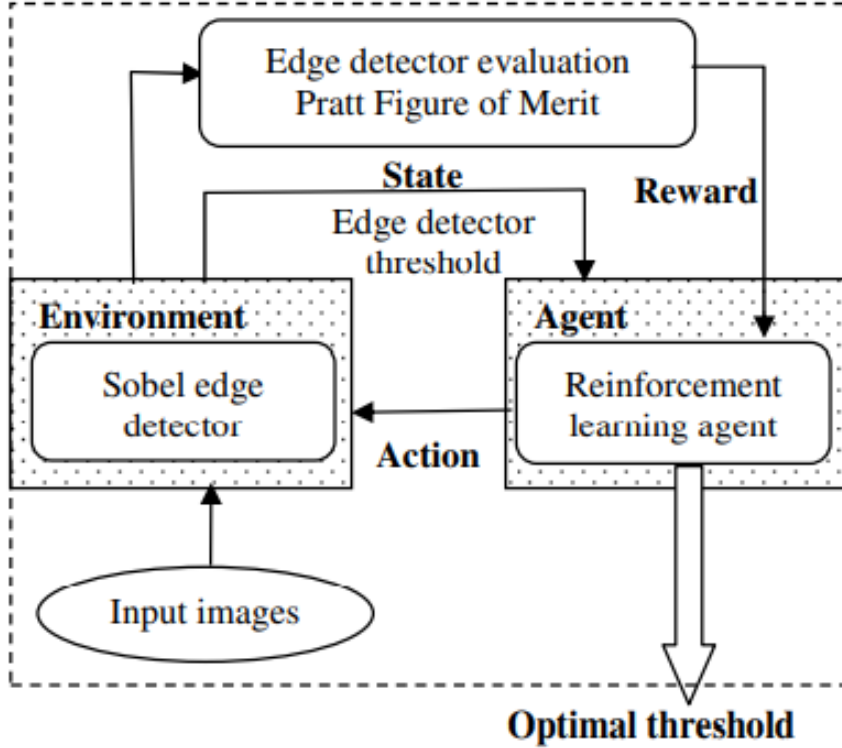 Edge detector evaluation
Pratt Figure of Merit
State
Reward
Edge detector
threshold
Environment
Agent
Sobel edge
detector
Reinforcement
learning agent
Action
Input images
Optimal threshold